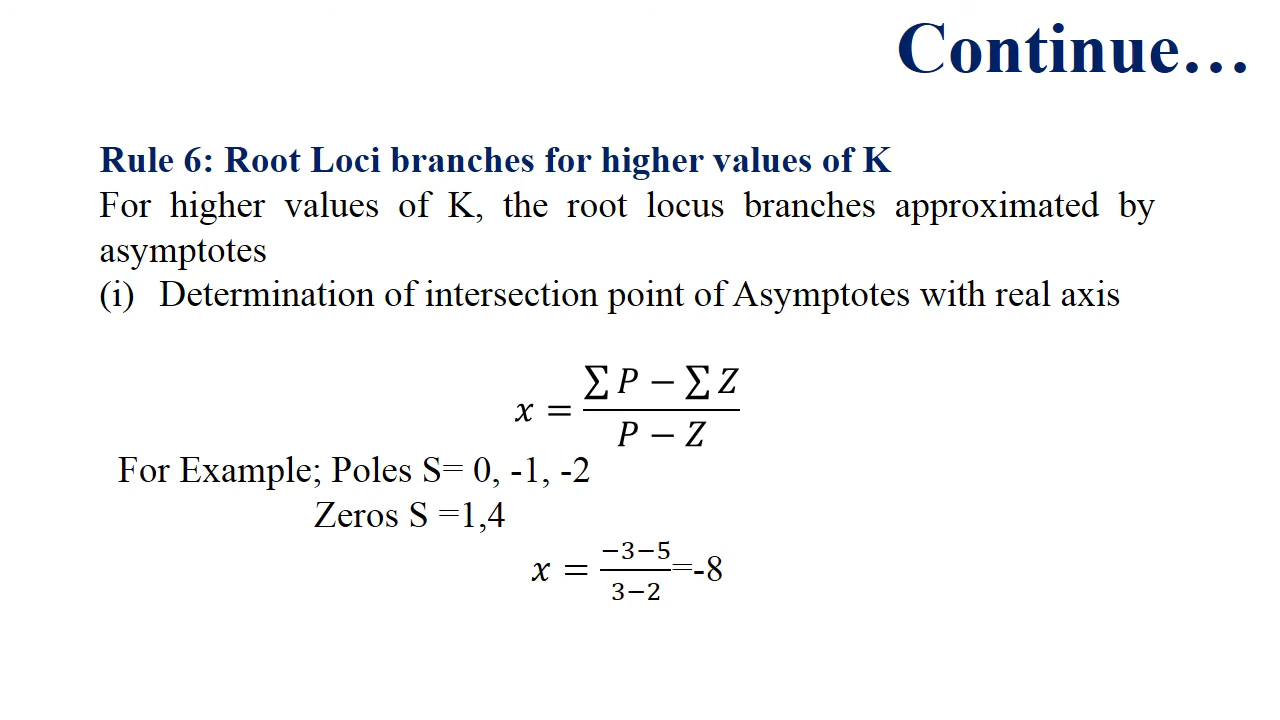 Continue…
Rule 6: Root Loci branches for higher values of K
For higher values of K, the root locus branches approximated by
asymptotes
(i) Determination of intersection point of Asymptotes with real axis
𝑥 = (∑ 𝑃 − ∑ 𝑍) / (𝑃 − 𝑍)
For Example; Poles S= 0, -1, -2
Zeros S =1,4
𝑥 = (−3−5) / (3−2) =-8